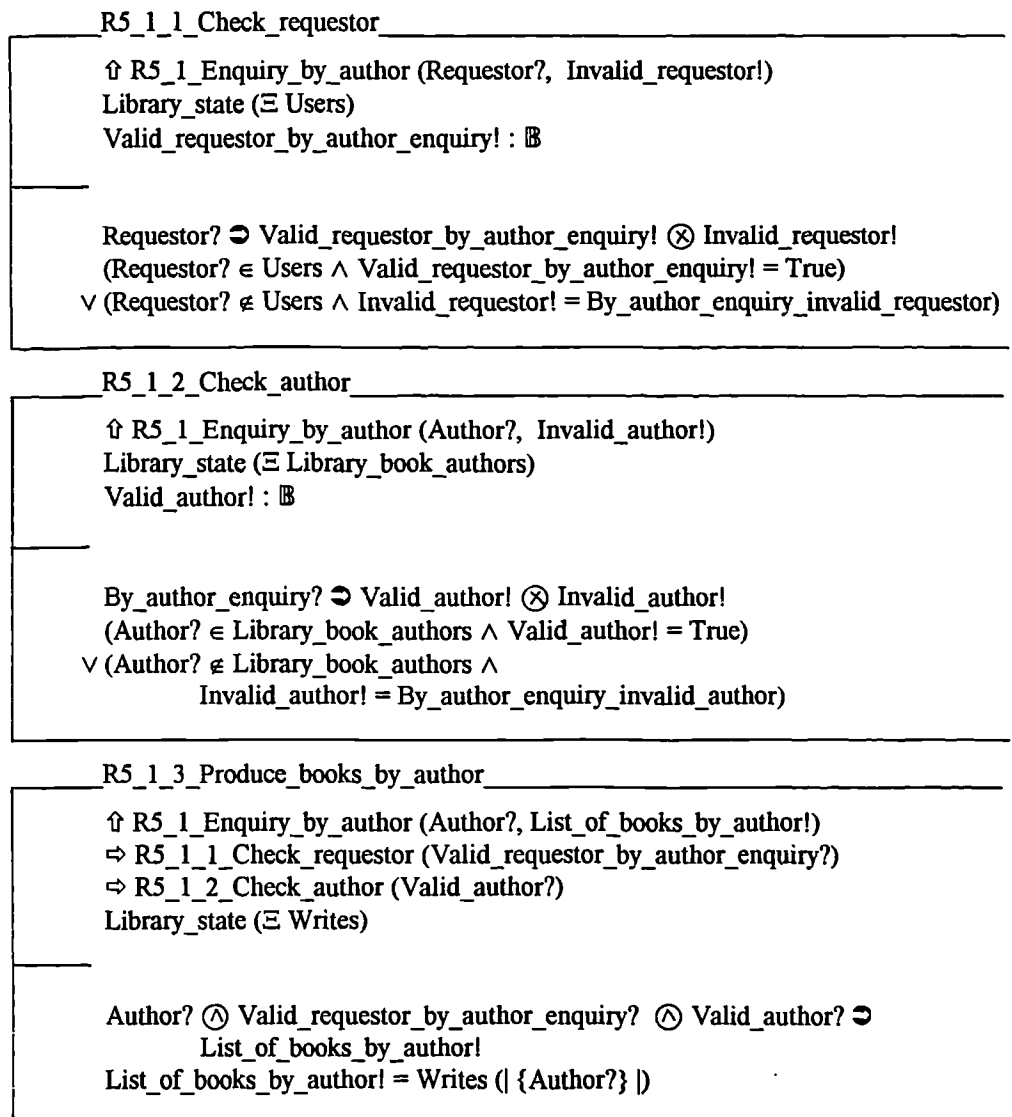 R5_1_1_Check_requestor
⇧ R5_1_Enquiry_by_author (Requestor?, Invalid_requestor!)
Library_state (Ξ Users)
Valid_requestor_by_author_enquiry! : 𝔹
Requestor? ➲ Valid_requestor_by_author_enquiry! ⊗ Invalid_requestor!
(Requestor? ∈ Users ∧ Valid_requestor_by_author_enquiry! = True)
∨ (Requestor? ∉ Users ∧ Invalid_requestor! = By_author_enquiry_invalid_requestor)
R5_1_2_Check_author
⇧ R5_1_Enquiry_by_author (Author?, Invalid_author!)
Library_state (Ξ Library_book_authors)
Valid_author! : 𝔹
By_author_enquiry? ➲ Valid_author! ⊗ Invalid_author!
(Author? ∈ Library_book_authors ∧ Valid_author! = True)
∨ (Author? ∉ Library_book_authors ∧
Invalid_author! = By_author_enquiry_invalid_author)
R5_1_3_Produce_books_by_author
⇧ R5_1_Enquiry_by_author (Author?, List_of_books_by_author!)
⇨ R5_1_1_Check_requestor (Valid_requestor_by_author_enquiry?)
⇨ R5_1_2_Check_author (Valid_author?)
Library_state (Ξ Writes)
Author? Ⓐ Valid_requestor_by_author_enquiry? Ⓐ Valid_author? ➲
List_of_books_by_author!
List_of_books_by_author! = Writes (| {Author?} |)